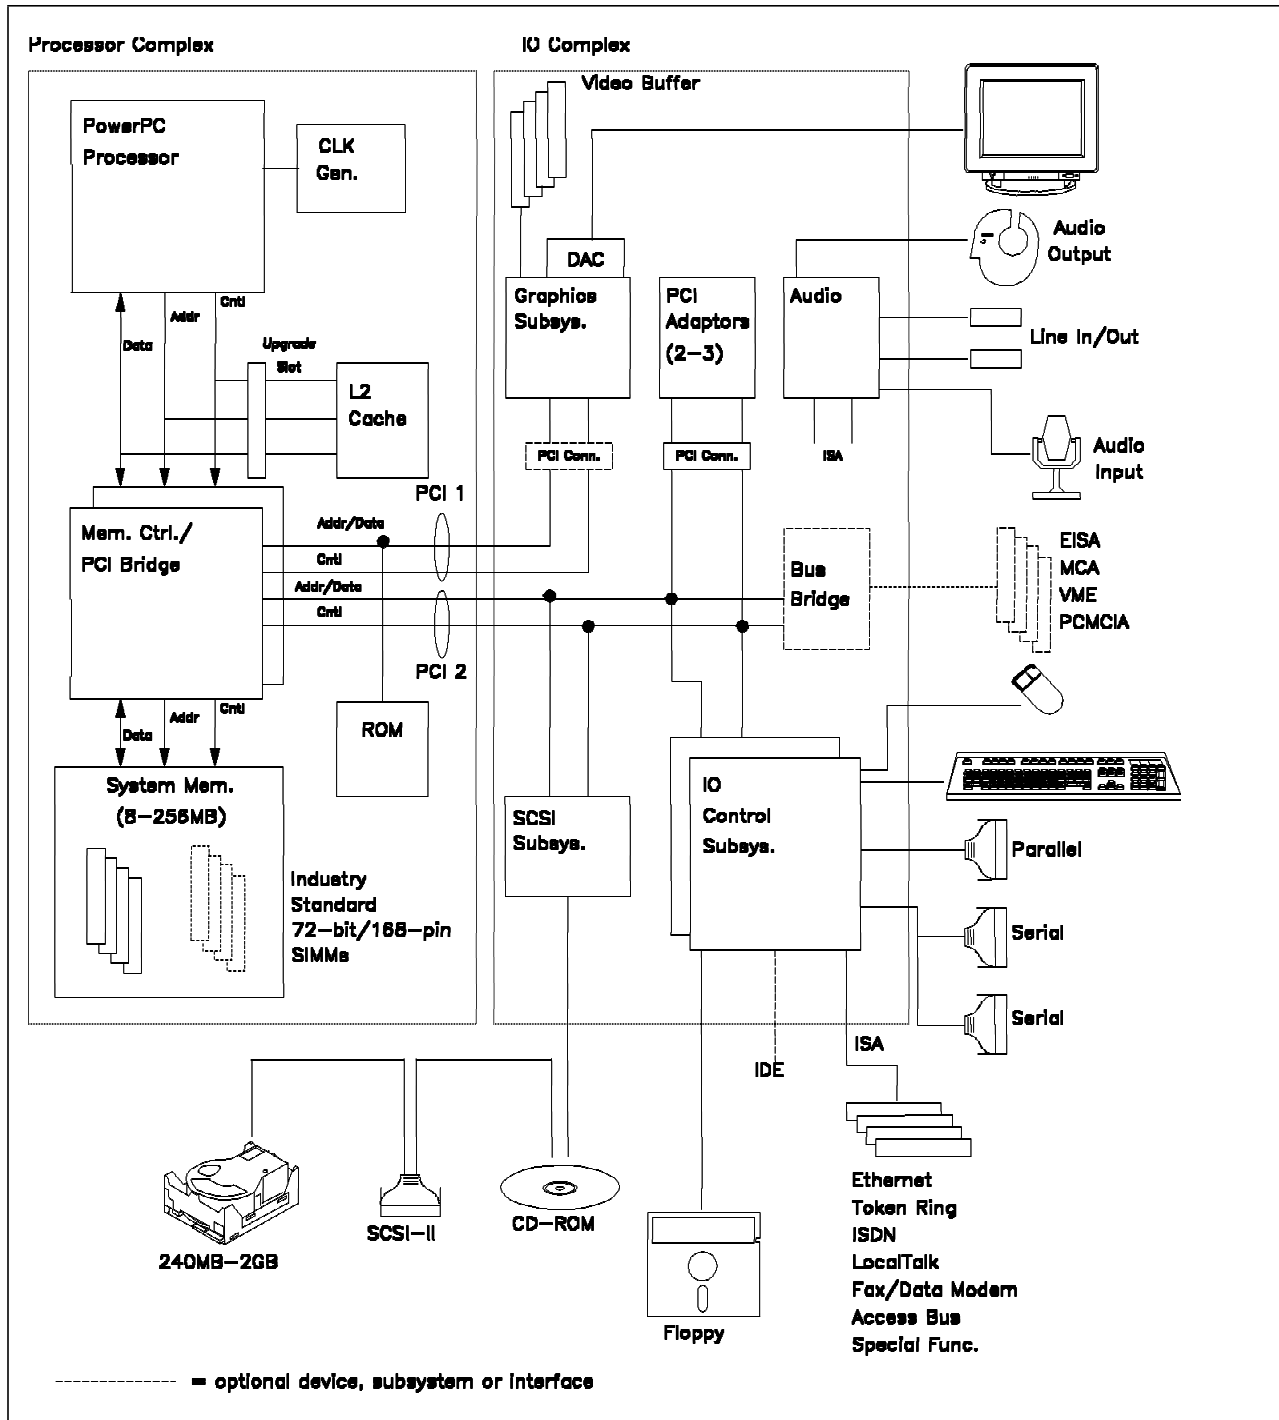 Processor Complex
IO Complex
Video Buffer
PowerPC
Processor
CLK
Gen.
Audio
Output
DAC
Graphics
Subsys.
PCI
Adaptors
(2-3)
Audio
Line In/Out
Data
Addr
Cntl
Upgrade
Slot
L2
Cache
PCI Conn.
PCI Conn.
ISA
Audio
Input
Mem. Ctrl./
PCI Bridge
PCI 1
Addr/Data
Cntl
Addr/Data
Cntl
PCI 2
Bus
Bridge
EISA
MCA
VME
PCMCIA
Data
Addr
Cntl
ROM
System Mem.
(8-256MB)
Industry
Standard
72-bit/168-pin
SIMMs
SCSI
Subsys.
IO
Control
Subsys.
Parallel
Serial
Serial
IDE
ISA
240MB-2GB
SCSI-II
CD-ROM
Floppy
Ethernet
Token Ring
ISDN
LocalTalk
Fax/Data Modem
Access Bus
Special Func.
= optional device, subsystem or interface